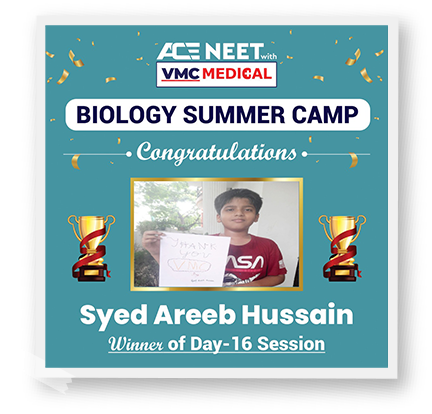 ACE NEET with
VMC MEDICAL
BIOLOGY SUMMER CAMP
Congratulations
THANK
YOU
VMC
NASA
Syed Areeb Hussain
Winner of Day-16 Session